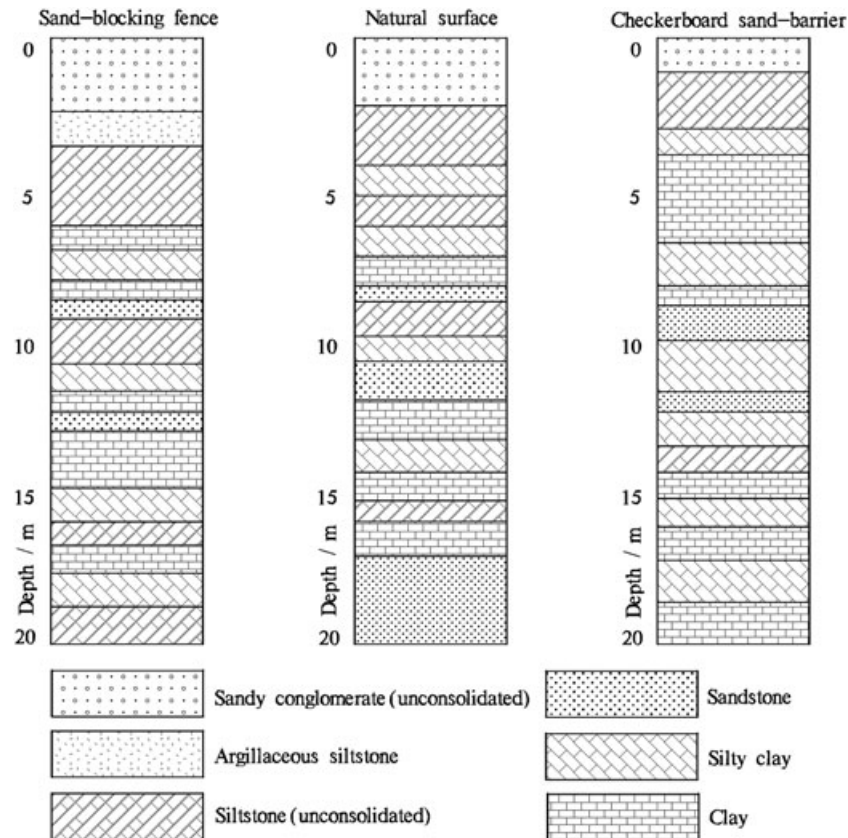 Sand-blocking fence
Natural surface
Checkerboard sand-barrier
0
5
10
15
20
Depth / m
0
5
10
15
20
Depth / m
0
5
10
15
20
Depth / m
Sandy conglomerate (unconsolidated)
Sandstone
Argillaceous siltstone
Silty clay
Siltstone (unconsolidated)
Clay